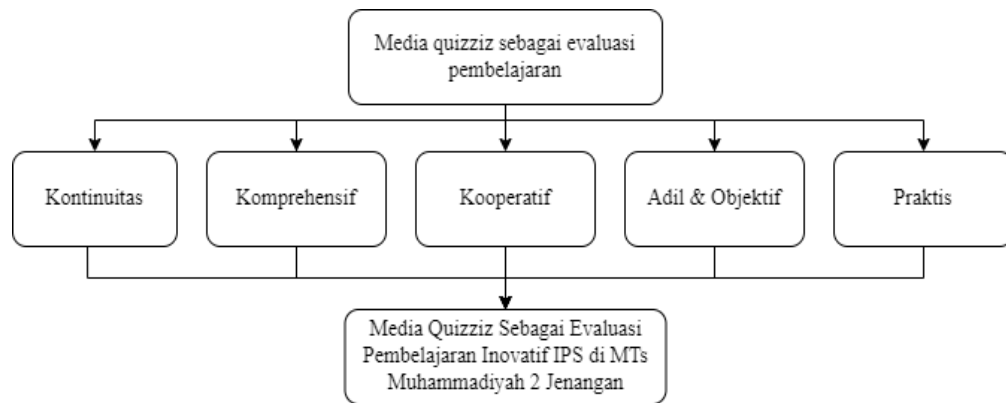 Media quizziz sebagai evaluasi
pembelajaran
Kontinuitas
Komprehensif
Kooperatif
Adil & Objektif
Praktis
Media Quizziz Sebagai Evaluasi
Pembelajaran Inovatif IPS di MTs
Muhammadiyah 2 Jenangan